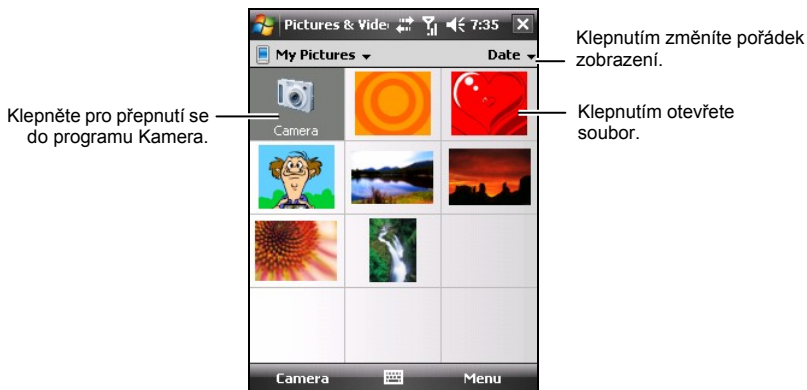 Pictures & Vide 7:35
My Pictures Date
Klepnutím změníte pořádek
zobrazení.
Klepněte pro přepnutí se
do programu Kamera.
Camera
Klepnutím otevřete
soubor.
Camera Menu